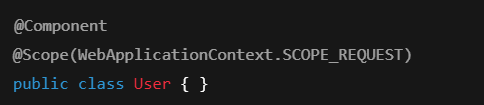 @Component
@Scope(WebApplicationContext.SCOPE_REQUEST)
public class User { }